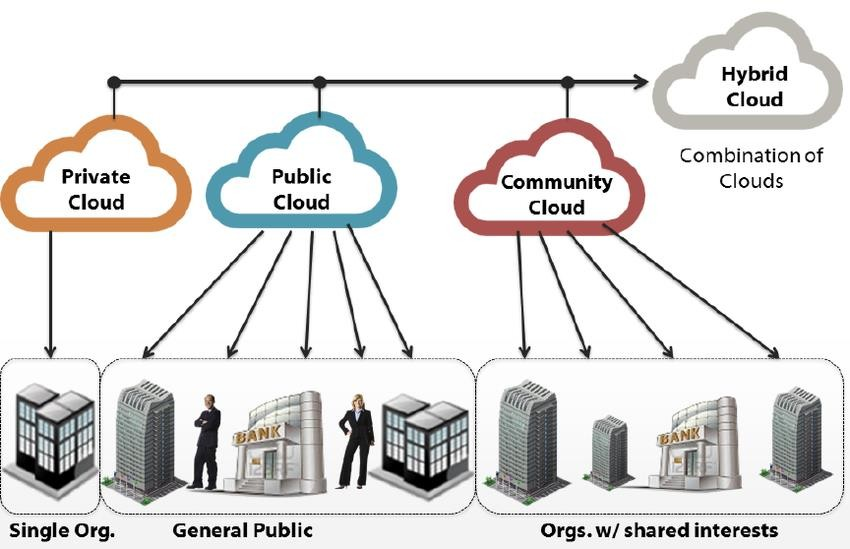 Hybrid
Cloud
Combination of
Clouds
Private
Cloud
Public
Cloud
Community
Cloud
BANK
BANK
Single Org.
General Public
Orgs. w/ shared interests